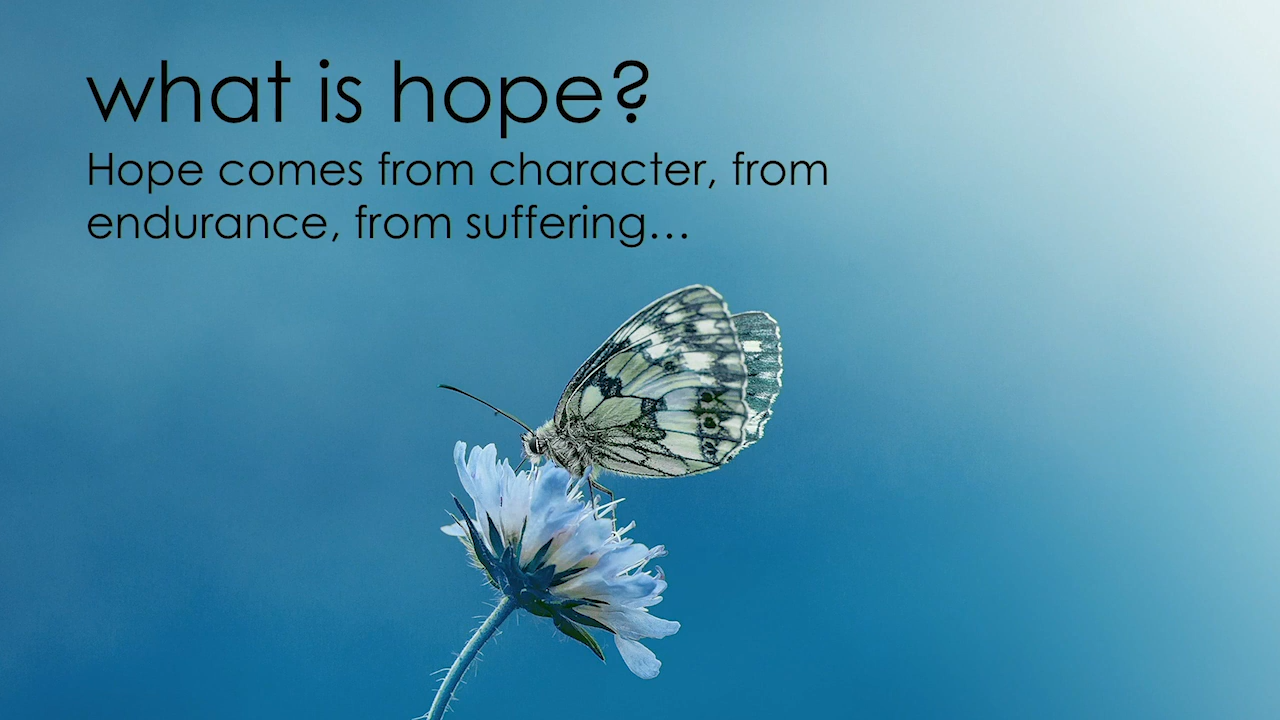 what is hope?
Hope comes from character, from
endurance, from suffering…